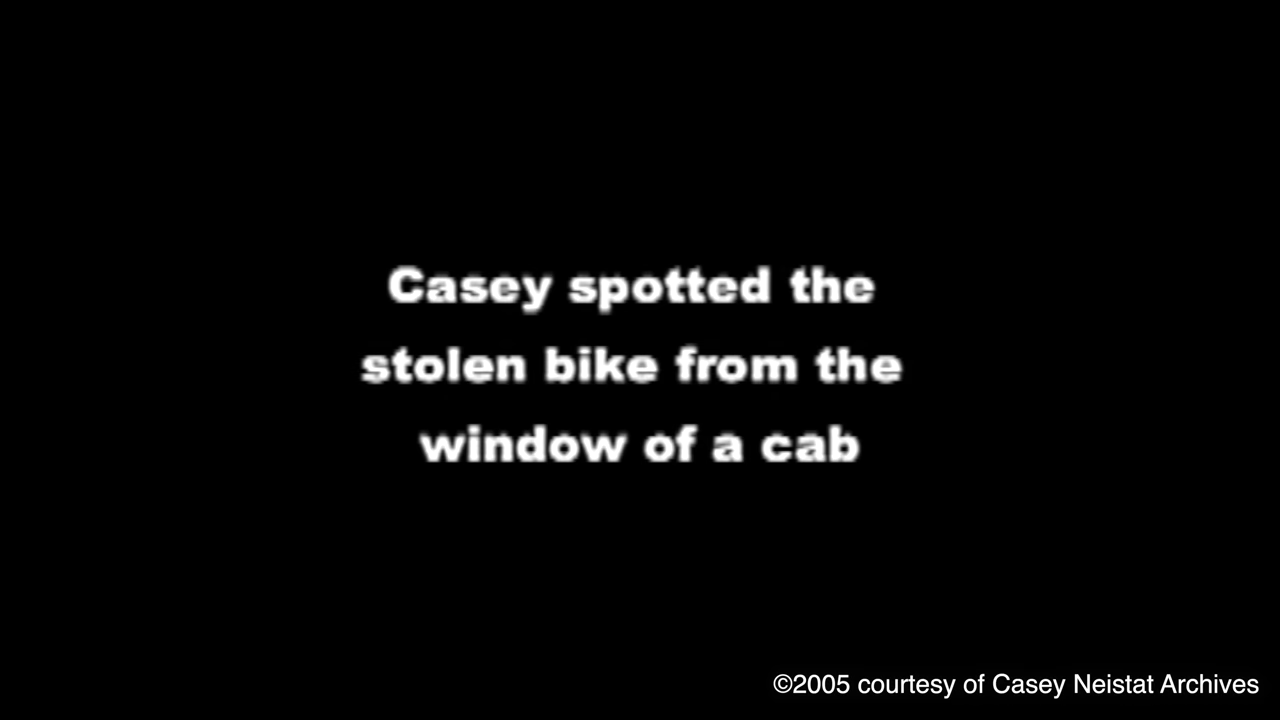 Casey spotted the
stolen bike from the
window of a cab
©2005 courtesy of Casey Neistat Archives